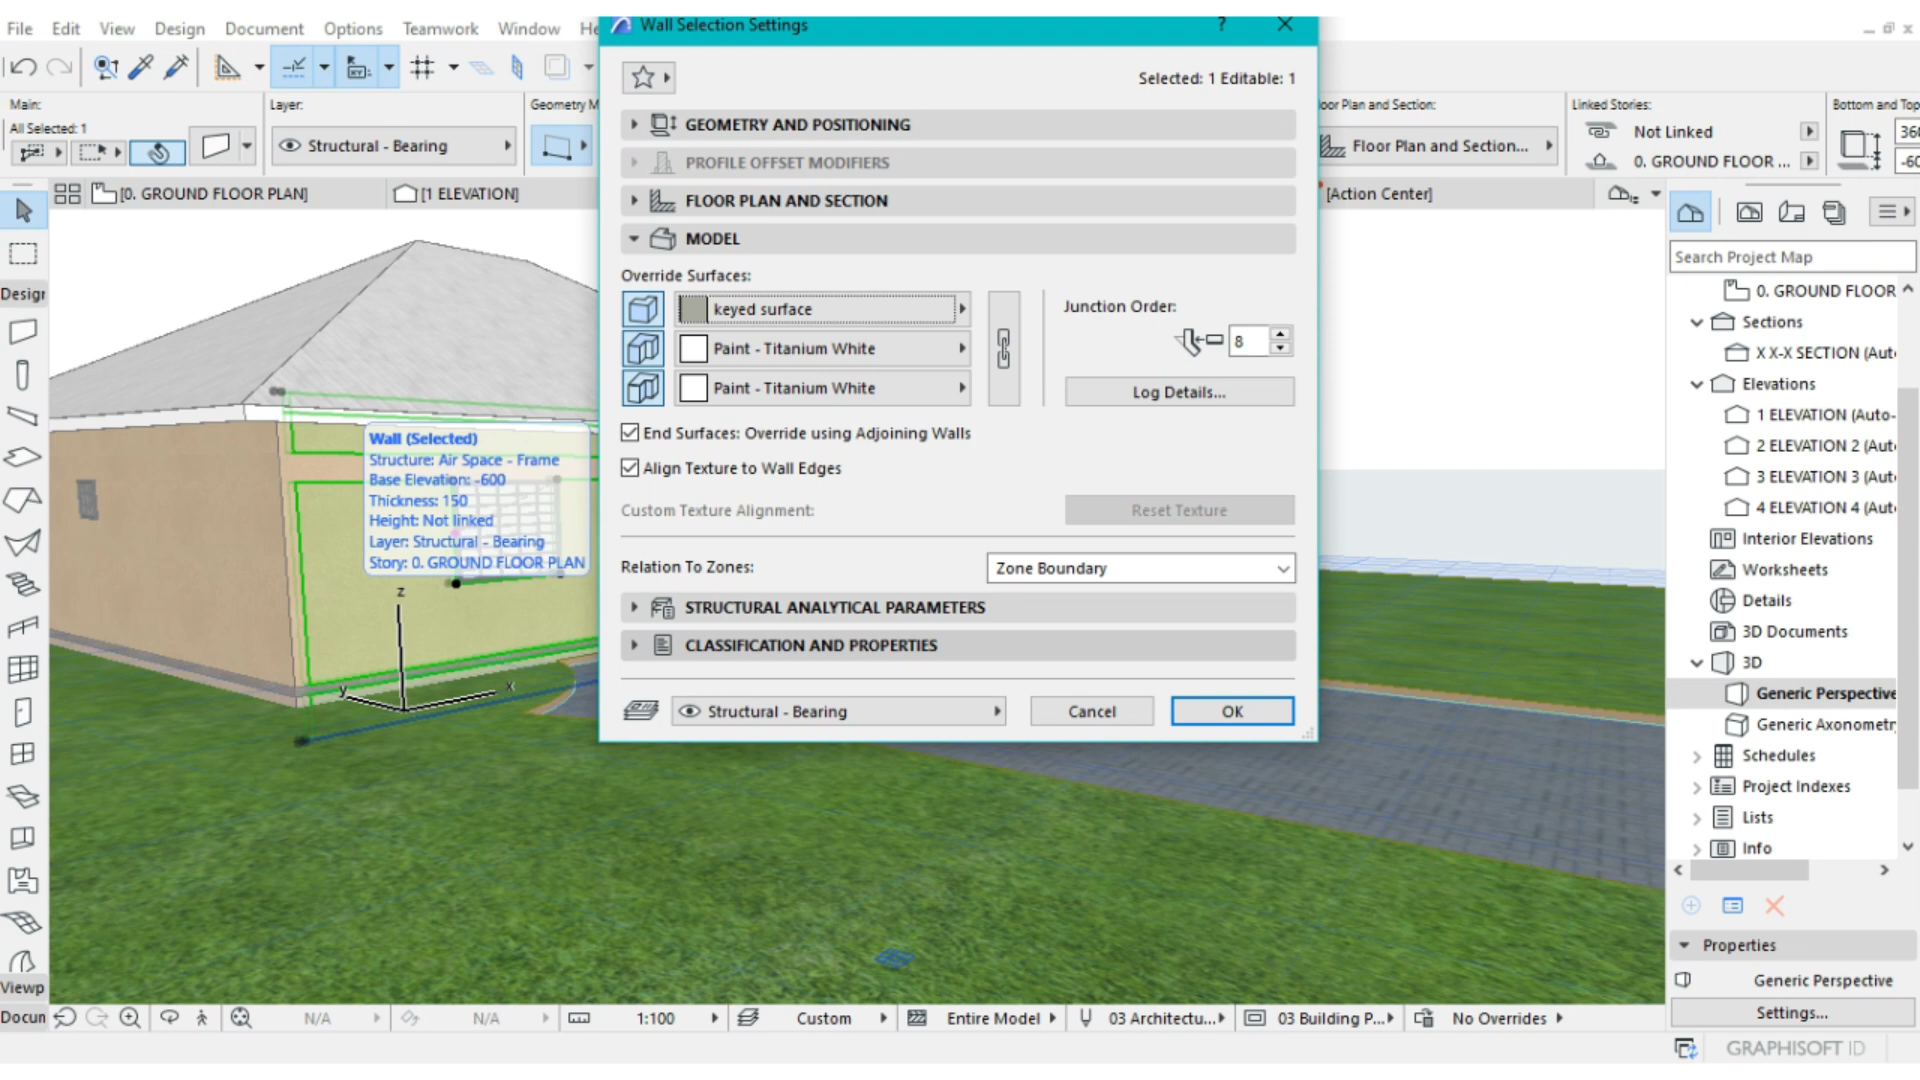 File Edit View Design Document Options Teamwork Window He
Wall Selection Settings ?
Selected: 1 Editable: 1
Main:
All Selected: 1
Layer:
Structural - Bearing
Geometry M
oor Plan and Section:
Floor Plan and Section...
Linked Stories:
Not Linked
0. GROUND FLOOR ...
Bottom and Top
360
-60
[0. GROUND FLOOR PLAN]
[1 ELEVATION]
[Action Center]
Design
GEOMETRY AND POSITIONING
PROFILE OFFSET MODIFIERS
FLOOR PLAN AND SECTION
MODEL
Override Surfaces:
keyed surface
Paint - Titanium White
Paint - Titanium White
Junction Order:
8
Log Details...
End Surfaces: Override using Adjoining Walls
Align Texture to Wall Edges
Custom Texture Alignment:
Reset Texture
Relation To Zones:
Zone Boundary
STRUCTURAL ANALYTICAL PARAMETERS
CLASSIFICATION AND PROPERTIES
Structural - Bearing
Cancel
OK
Wall (Selected)
Structure: Air Space - Frame
Base Elevation: -600
Thickness: 150
Height: Not linked
Layer: Structural - Bearing
Story: 0. GROUND FLOOR PLAN
z
y
x
Search Project Map
0. GROUND FLOOR
Sections
X X-X SECTION (Aut
Elevations
1 ELEVATION (Auto-
2 ELEVATION 2 (Aut
3 ELEVATION 3 (Aut
4 ELEVATION 4 (Aut
Interior Elevations
Worksheets
Details
3D Documents
3D
Generic Perspective
Generic Axonometr
Schedules
Project Indexes
Lists
Info
Properties
Generic Perspective
Settings...
Viewp
Docun
N/A
N/A
1:100
Custom
Entire Model
03 Architectu...
03 Building P...
No Overrides
GRAPHISOFT ID